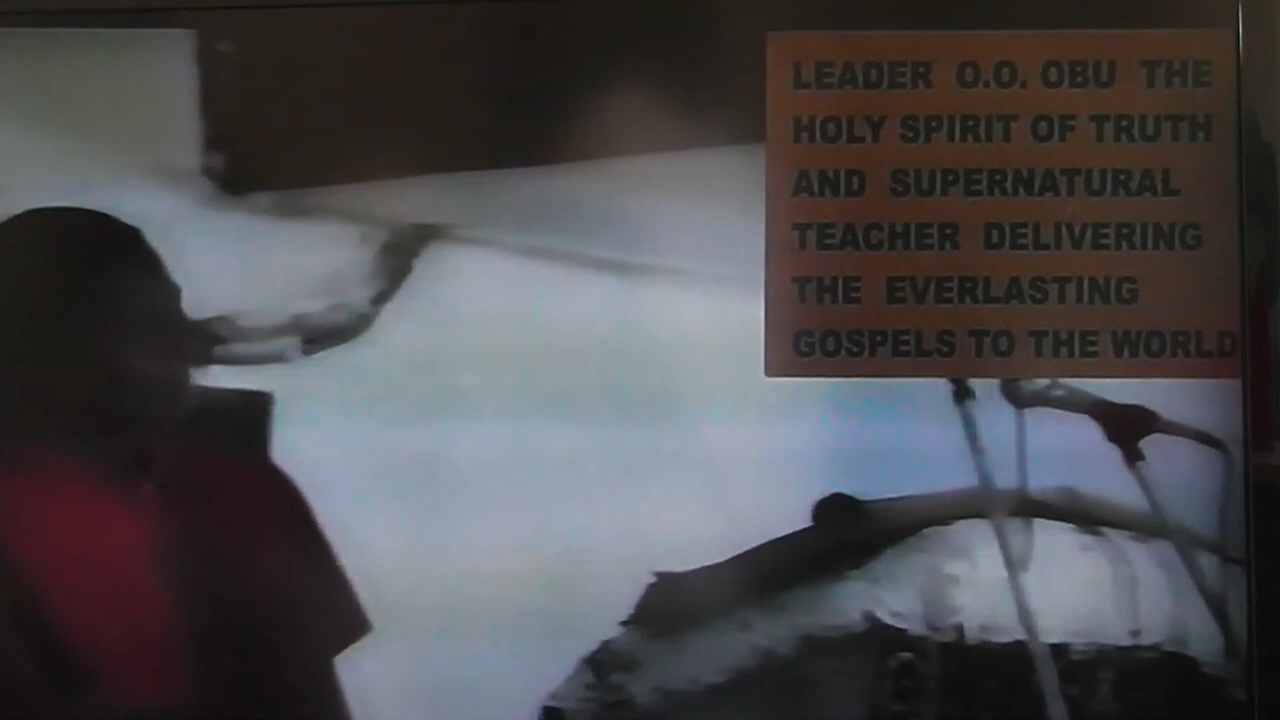 LEADER O.O. OBU THE
HOLY SPIRIT OF TRUTH
AND SUPERNATURAL
TEACHER DELIVERING
THE EVERLASTING
GOSPELS TO THE WORLD